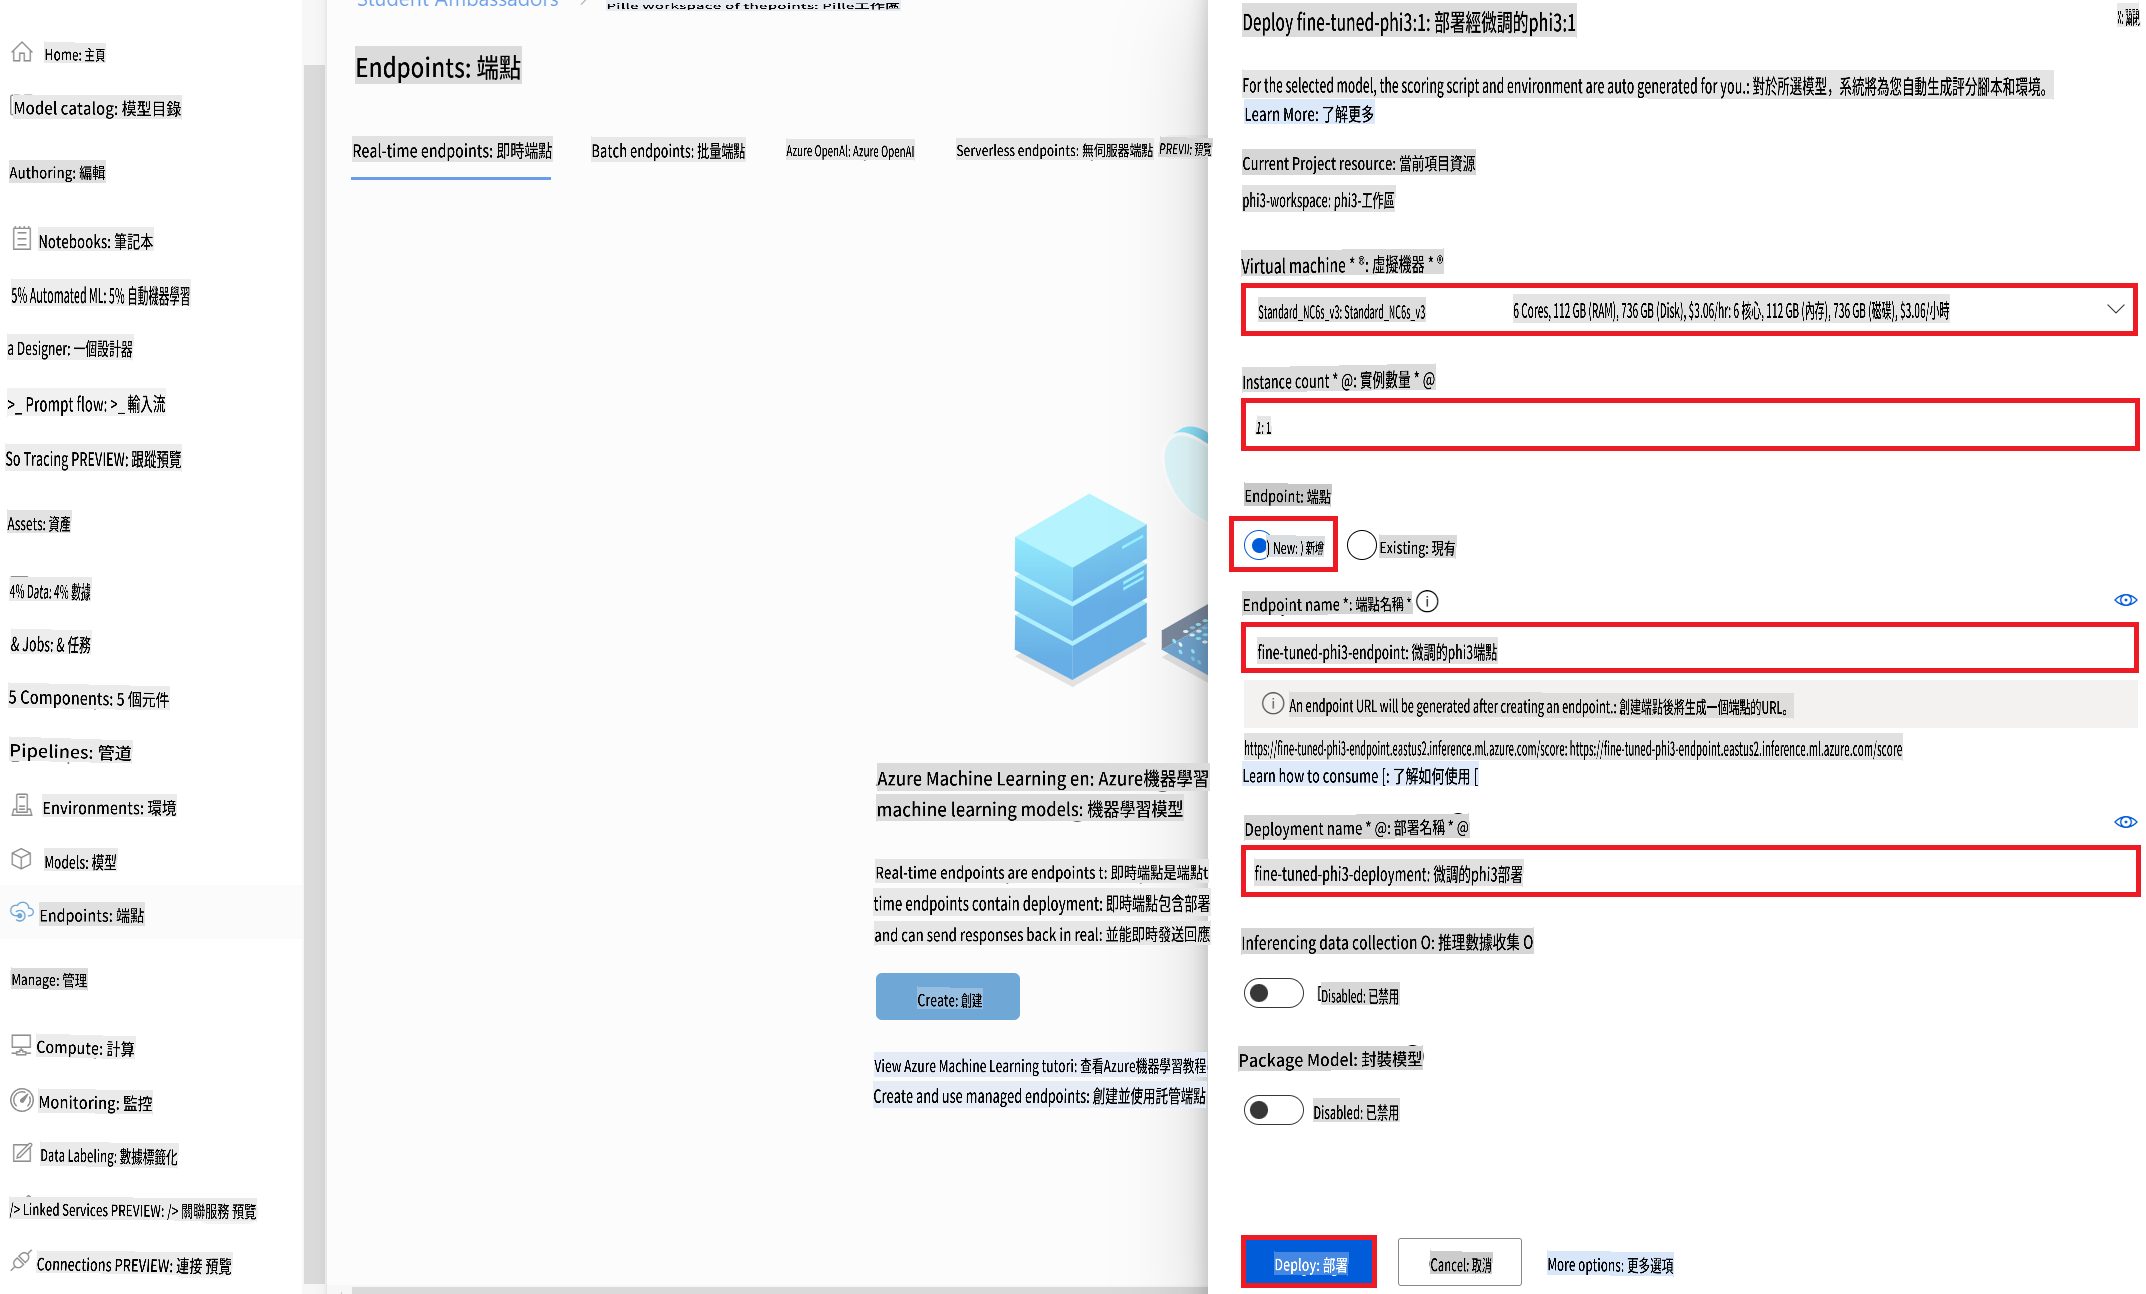 Student Ambassadors
Pille workspace of thepoints: Pille工作區
Home: 主頁
Model catalog: 模型目錄
Authoring: 編輯
Notebooks: 筆記本
5% Automated ML: 5% 自動機器學習
a Designer: 一個設計器
>_ Prompt flow: >_ 輸入流
So Tracing PREVIEW: 跟蹤預覽
Assets: 資產
4% Data: 4% 數據
& Jobs: & 任務
5 Components: 5 個元件
Pipelines: 管道
Environments: 環境
Models: 模型
Endpoints: 端點
Manage: 管理
Compute: 計算
Monitoring: 監控
Data Labeling: 數據標籤化
/> Linked Services PREVIEW: /> 關聯服務 預覽
Connections PREVIEW: 連接 預覽
Endpoints: 端點
Real-time endpoints: 即時端點
Batch endpoints: 批量端點
Azure OpenAI: Azure OpenAI
Serverless endpoints: 無伺服器端點
PREVII: 預覽
Azure Machine Learning en: Azure機器學習
machine learning models: 機器學習模型
Real-time endpoints are endpoints t: 即時端點是端點t
time endpoints contain deployment: 即時端點包含部署
and can send responses back in real: 並能即時發送回應
Create: 創建
View Azure Machine Learning tutori: 查看Azure機器學習教程
Create and use managed endpoints: 創建並使用託管端點
Deploy fine-tuned-phi3:1: 部署經微調的phi3:1
For the selected model, the scoring script and environment are auto generated for you.: 對於所選模型，系統將為您自動生成評分腳本和環境。
Learn More: 了解更多
Current Project resource: 當前項目資源
phi3-workspace: phi3-工作區
Virtual machine * ®: 虛擬機器 * ®
Standard_NC6s_v3: Standard_NC6s_v3
6 Cores, 112 GB (RAM), 736 GB (Disk), $3.06/hr: 6 核心, 112 GB (內存), 736 GB (磁碟), $3.06/小時
Instance count * @: 實例數量 * @
1: 1
Endpoint: 端點
) New: ) 新增
Existing: 現有
Endpoint name *: 端點名稱 *
fine-tuned-phi3-endpoint: 微調的phi3端點
An endpoint URL will be generated after creating an endpoint.: 創建端點後將生成一個端點的URL。
https://fine-tuned-phi3-endpoint.eastus2.inference.ml.azure.com/score: https://fine-tuned-phi3-endpoint.eastus2.inference.ml.azure.com/score
Learn how to consume [: 了解如何使用 [
Deployment name * @: 部署名稱 * @
fine-tuned-phi3-deployment: 微調的phi3部署
Inferencing data collection O: 推理數據收集 O
Disabled: 已禁用
Package Model: 封裝模型
Disabled: 已禁用
Deploy: 部署
Cancel: 取消
More options: 更多選項